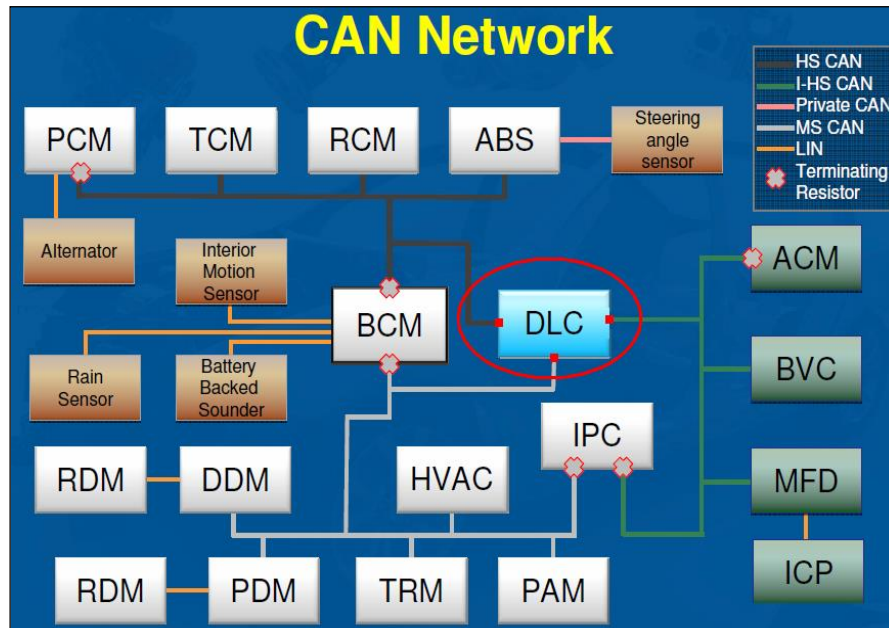 CAN Network
HS CAN
I-HS CAN
Private CAN
MS CAN
LIN
Terminating
Resistor
PCM
TCM
RCM
ABS
Steering
angle
sensor
Alternator
Interior
Motion
Sensor
BCM
DLC
ACM
Rain
Sensor
Battery
Backed
Sounder
BVC
IPC
RDM
DDM
HVAC
MFD
RDM
PDM
TRM
PAM
ICP